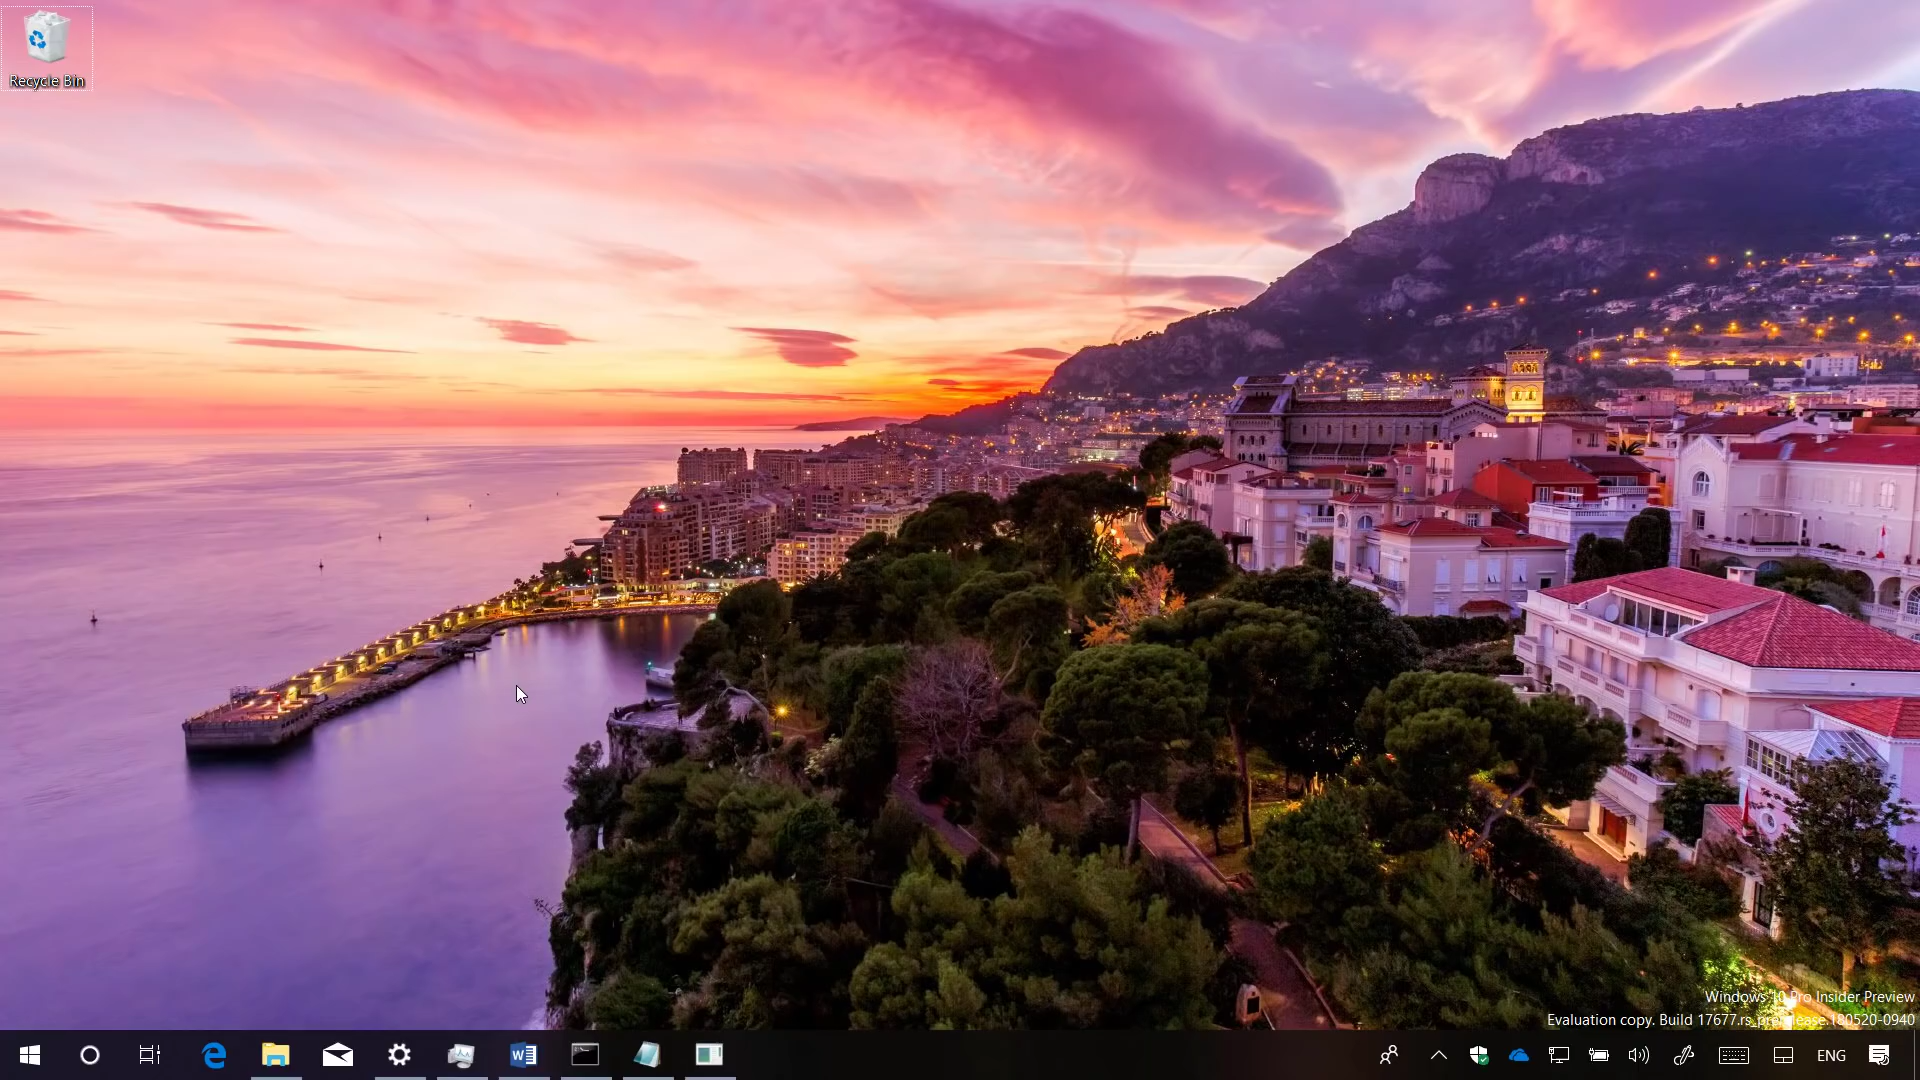 Recycle Bin
Windows 10 Pro Insider Preview
Evaluation copy. Build 17677.rs_prerelease.180520-0940
ENG